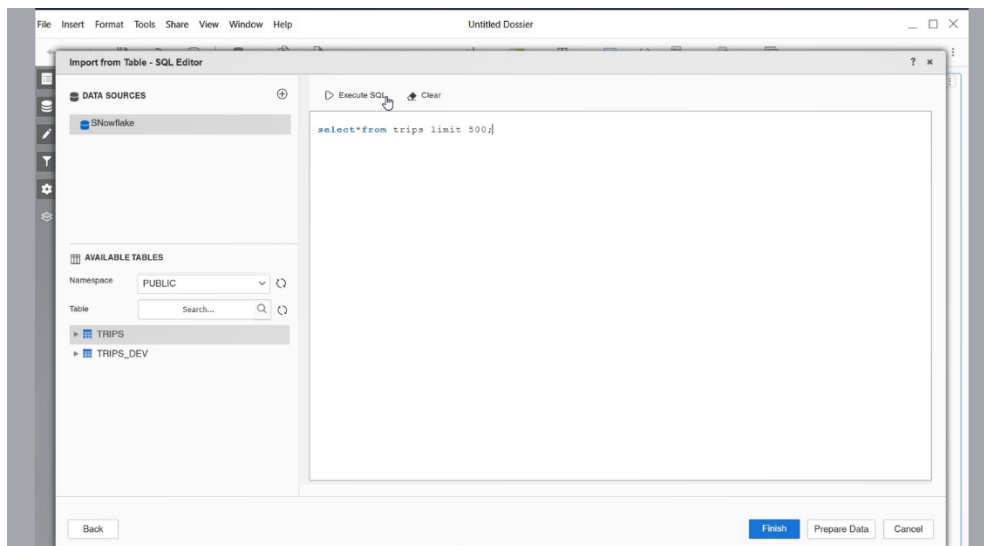 File Insert Format Tools Share View Window Help Untitled Dossier
Import from Table - SQL Editor ? ×
DATA SOURCES
Execute SQL Clear
SNowflake
select*from trips limit 500;
AVAILABLE TABLES
Namespace PUBLIC
Table Search...
TRIPS
TRIPS_DEV
Back Finish Prepare Data Cancel